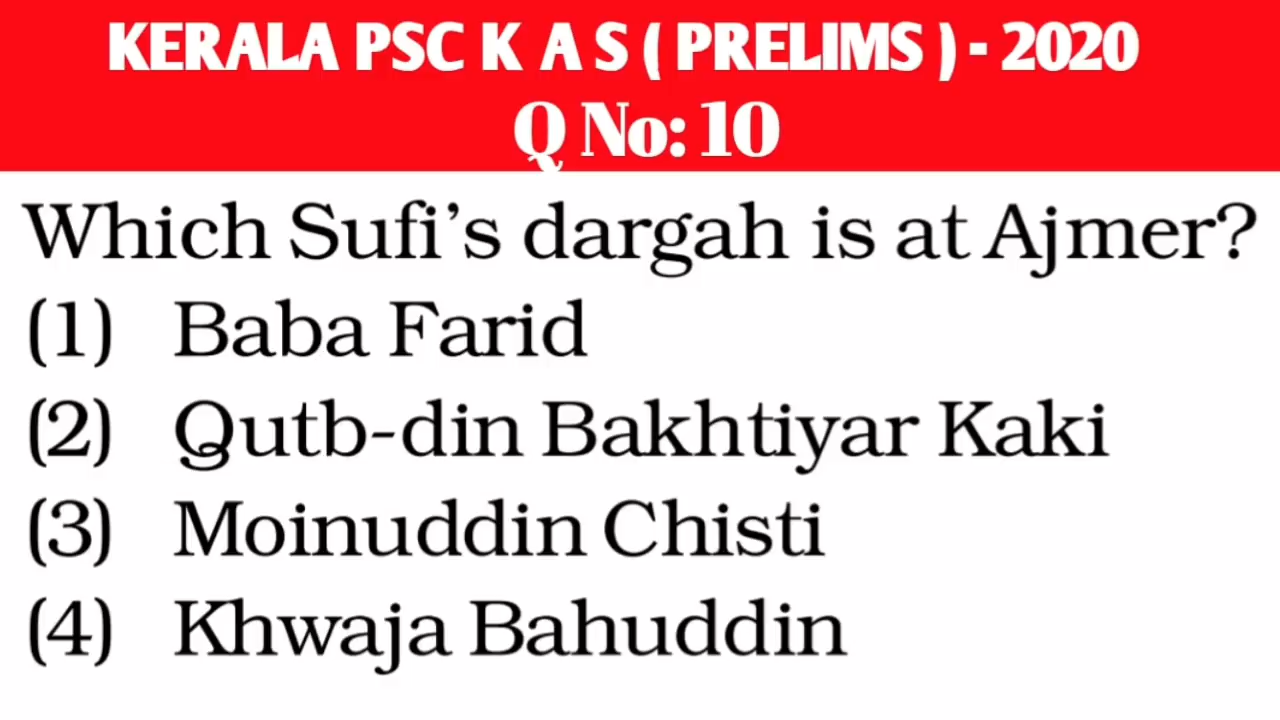 KERALA PSC K A S ( PRELIMS ) - 2020
Q No: 10
Which Sufi's dargah is at Ajmer?
(1) Baba Farid
(2) Qutb-din Bakhtiyar Kaki
(3) Moinuddin Chisti
(4) Khwaja Bahuddin